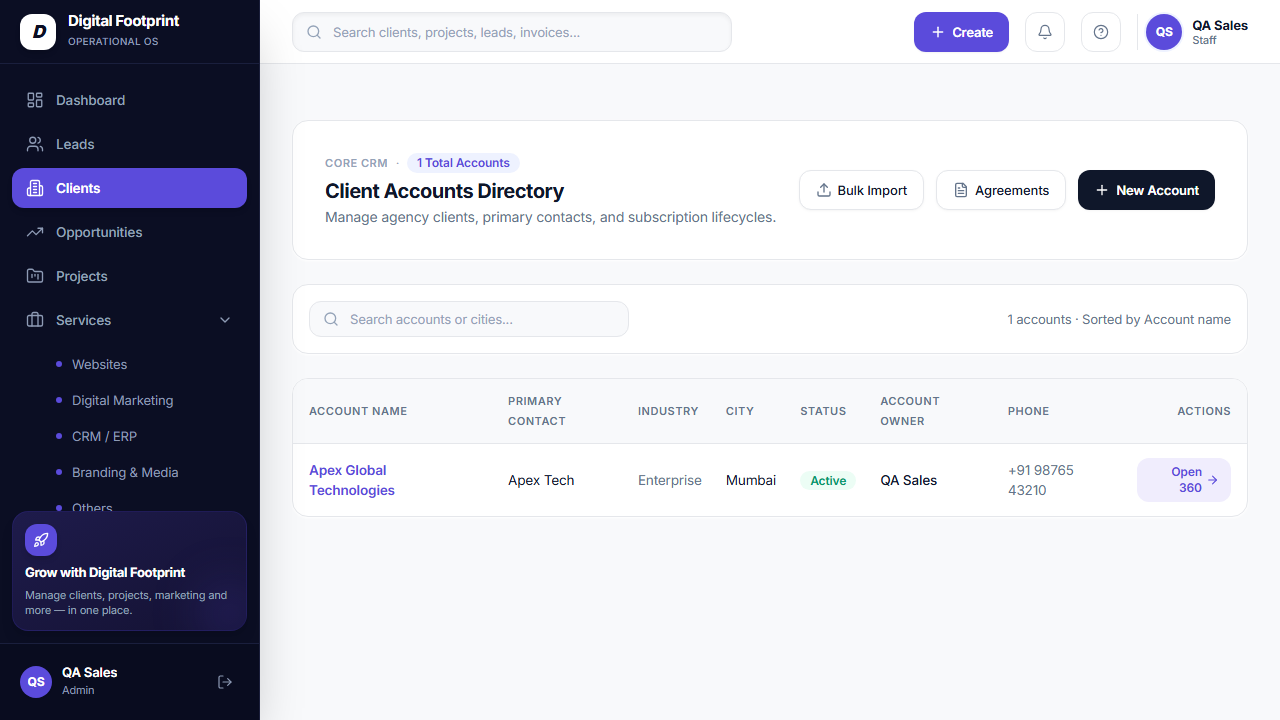 D
Digital Footprint
OPERATIONAL OS
Search clients, projects, leads, invoices...
Create
QS
QA Sales
Staff
Dashboard
Leads
Clients
Opportunities
Projects
Services
Websites
Digital Marketing
CRM / ERP
Branding & Media
Others
Grow with Digital Footprint
Manage clients, projects, marketing and
more — in one place.
QS
QA Sales
Admin
CORE CRM · 1 Total Accounts
Client Accounts Directory
Manage agency clients, primary contacts, and subscription lifecycles.
Bulk Import
Agreements
New Account
Search accounts or cities...
1 accounts · Sorted by Account name
ACCOUNT NAME
PRIMARY
CONTACT
INDUSTRY
CITY
STATUS
ACCOUNT
OWNER
PHONE
ACTIONS
Apex Global
Technologies
Apex Tech
Enterprise
Mumbai
Active
QA Sales
+91 98765
43210
Open
360 →